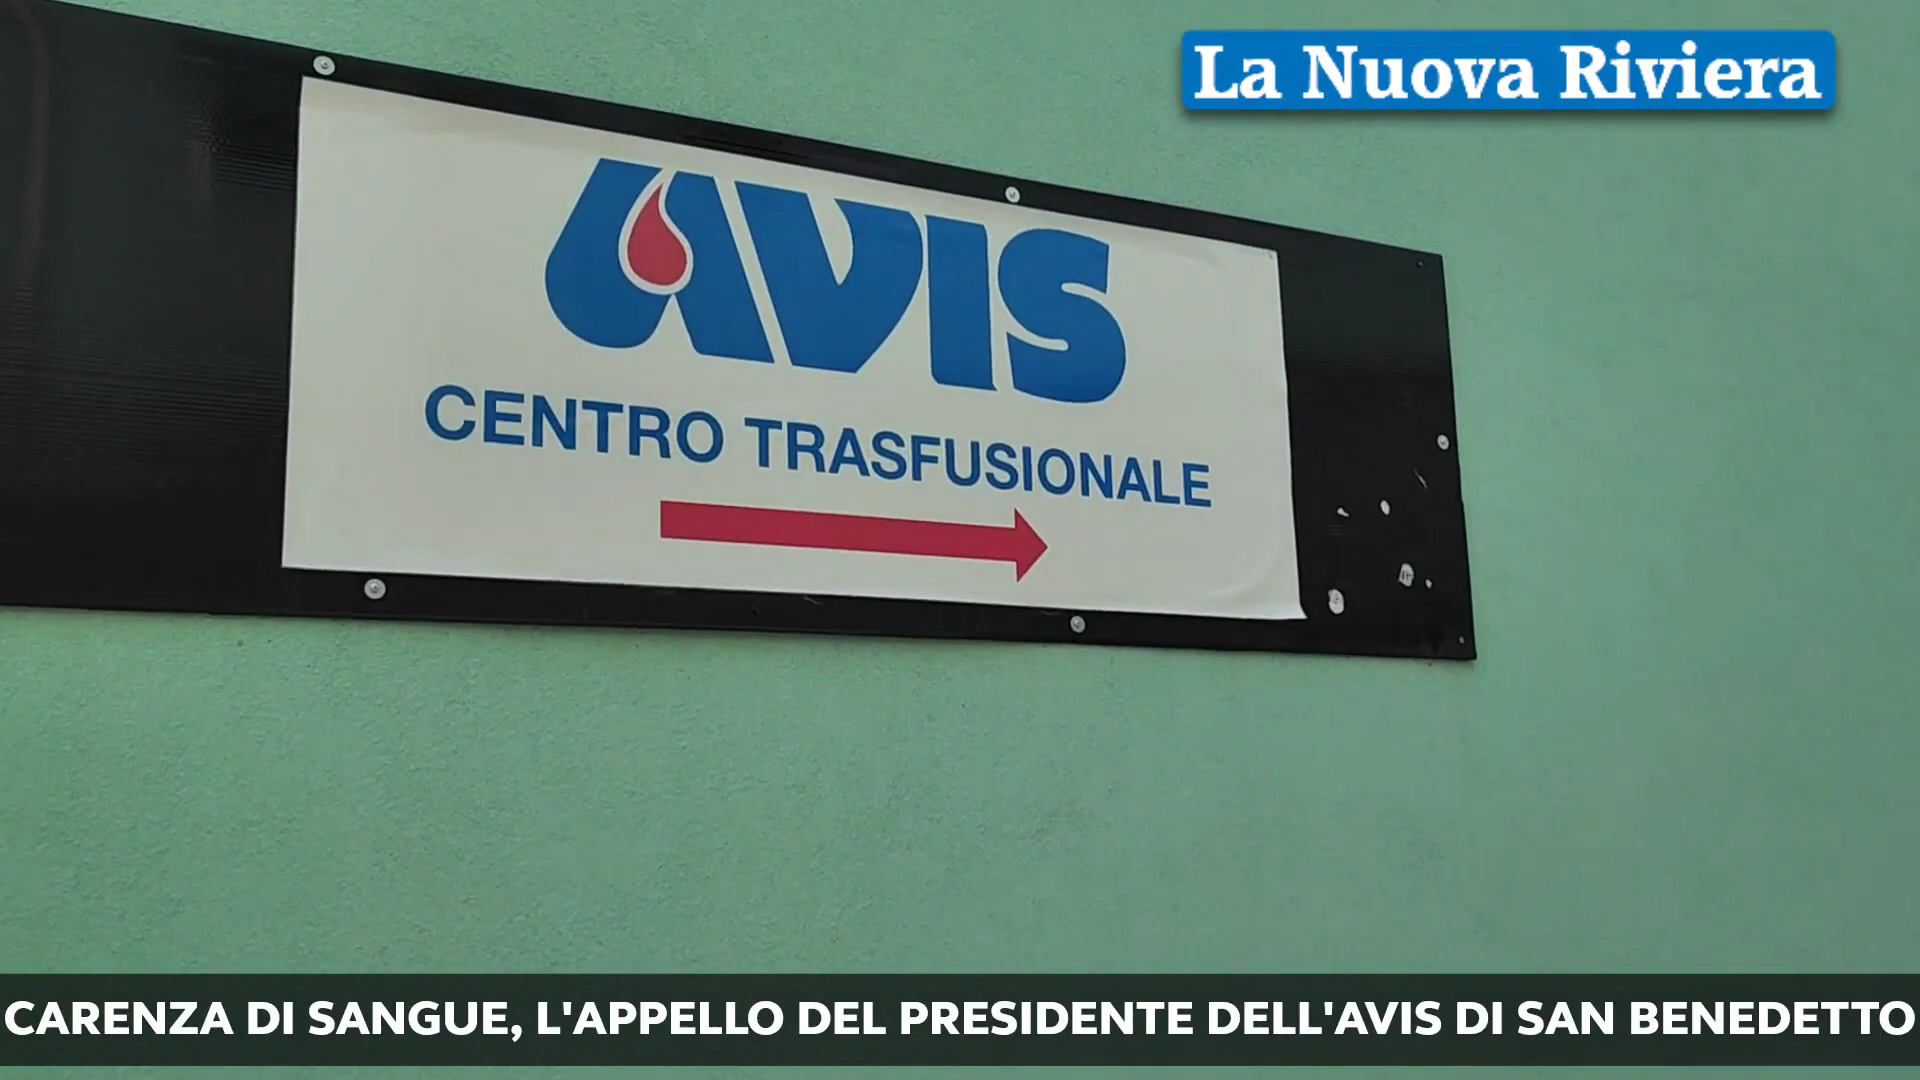 La Nuova Riviera
AVIS
CENTRO TRASFUSIONALE
CARENZA DI SANGUE, L'APPELLO DEL PRESIDENTE DELL'AVIS DI SAN BENEDETTO